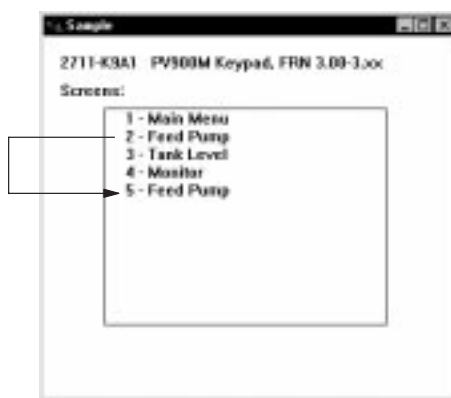 Sample
2711-K9A1 PV900M Keypad, FRN 3.00-3.xx
Screens:
1 - Main Menu
2 - Feed Pump
3 - Tank Level
4 - Monitor
5 - Feed Pump